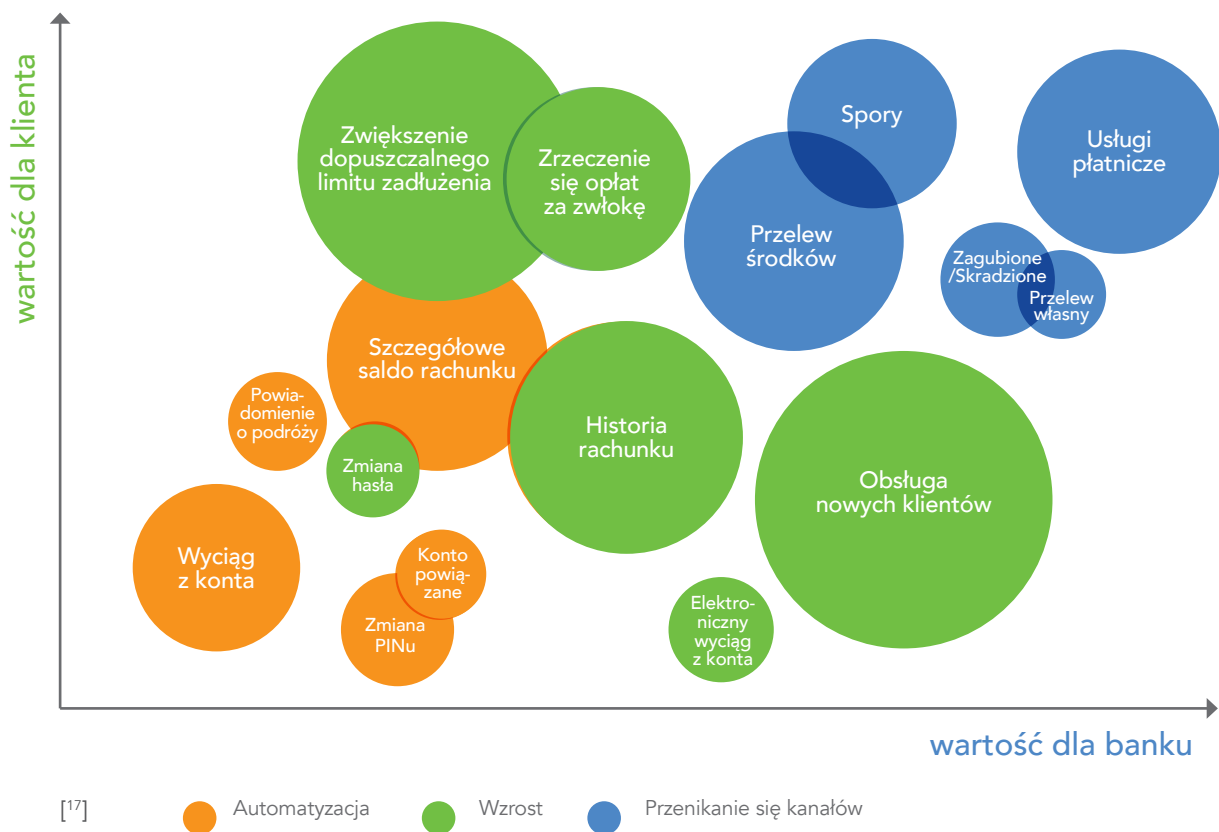 wartość dla klienta
Zwiększenie
dopuszczalnego
limitu zadłużenia
Zrzeczenie
się opłat
za zwłokę
Spory
Usługi
płatnicze
Przelew
środków
Zagubione
/Skradzione
Przelew
własny
Szczegółowe
saldo rachunku
Powia-
domienie
o podróży
Zmiana
hasła
Historia
rachunku
Obsługa
nowych klientów
Wyciąg
z konta
Konto
powią-
zane
Zmiana
PINu
Elektro-
niczny
wyciąg
z konta
wartość dla banku
[17]
Automatyzacja
Wzrost
Przenikanie się kanałów